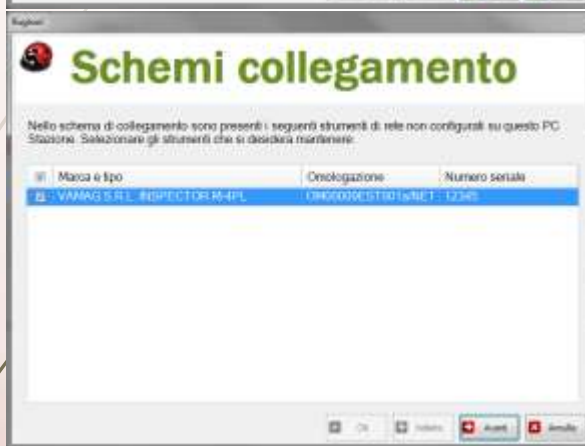 Schemi collegamento
Nello schema di collegamento sono presenti i seguenti strumenti di rete non configurati su questo PC
Stazione. Selezionare gli strumenti che si desidera mantenere:
Marca e tipo Omologazione Numero seriale
VAMAG S.R.L. INSPECTOR 12345
Ok Indietro Avanti Annulla